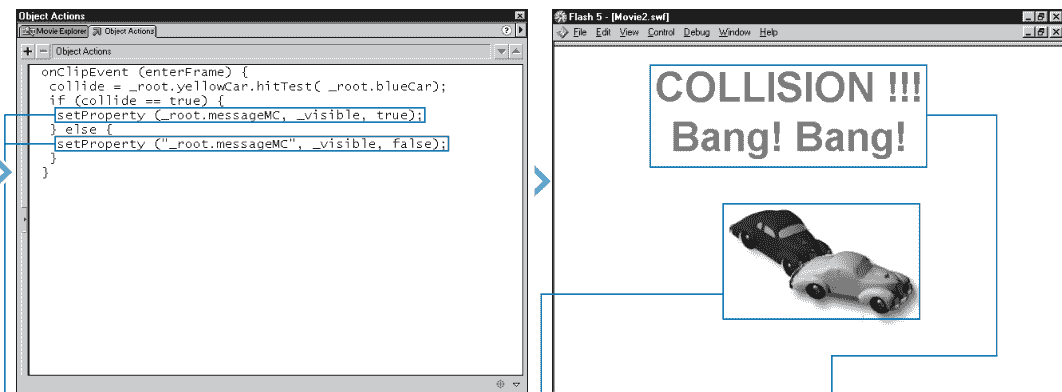 Object Actions
Movie Explorer Object Actions
Object Actions
onClipEvent (enterFrame) {
collide = _root.yellowCar.hitTest( _root.blueCar);
if (collide == true) {
setProperty (_root.messageMC, _visible, true);
} else {
setProperty ("_root.messageMC", _visible, false);
}
}
Flash 5 - [Movie2.swf]
File Edit View Control Debug Window Help
COLLISION !!!
Bang! Bang!